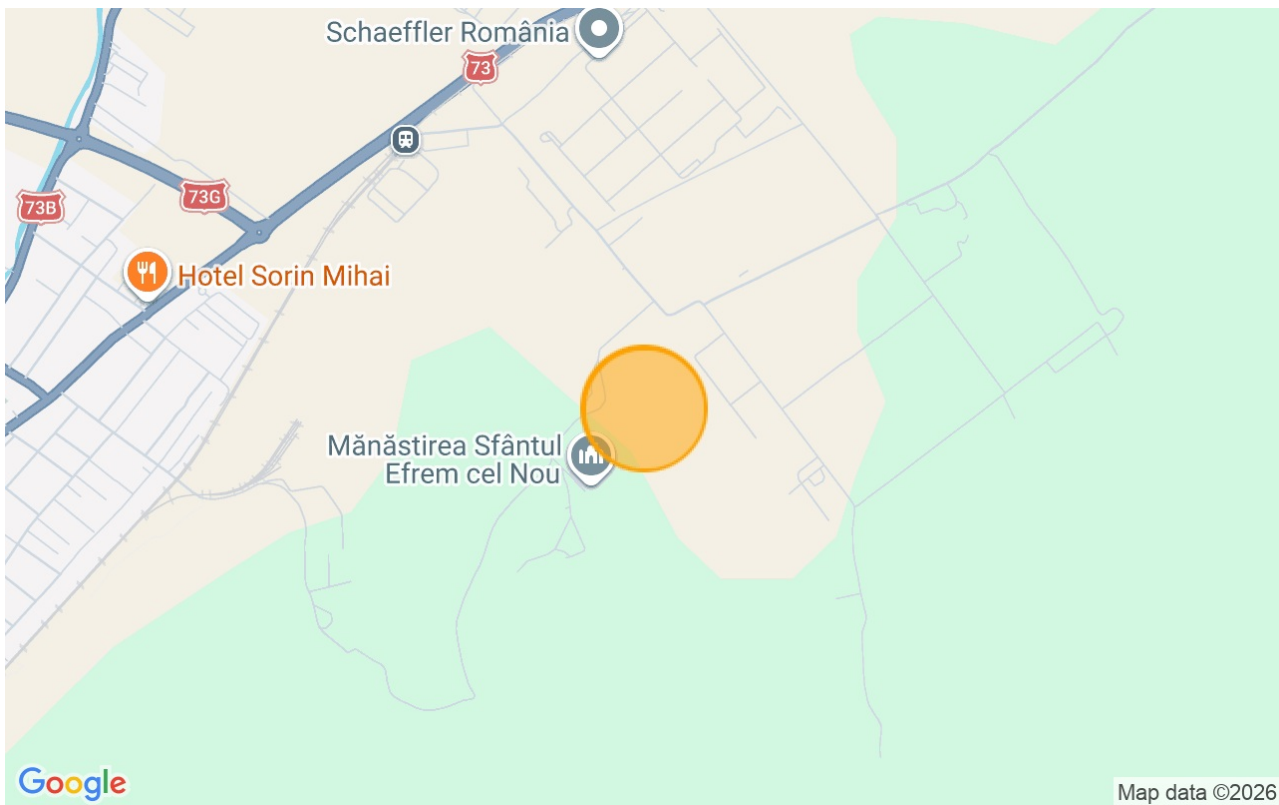 Schaeffler România
73
73G
73B
Hotel Sorin Mihai
Mănăstirea Sfântul
Efrem cel Nou
Google
Map data ©2026